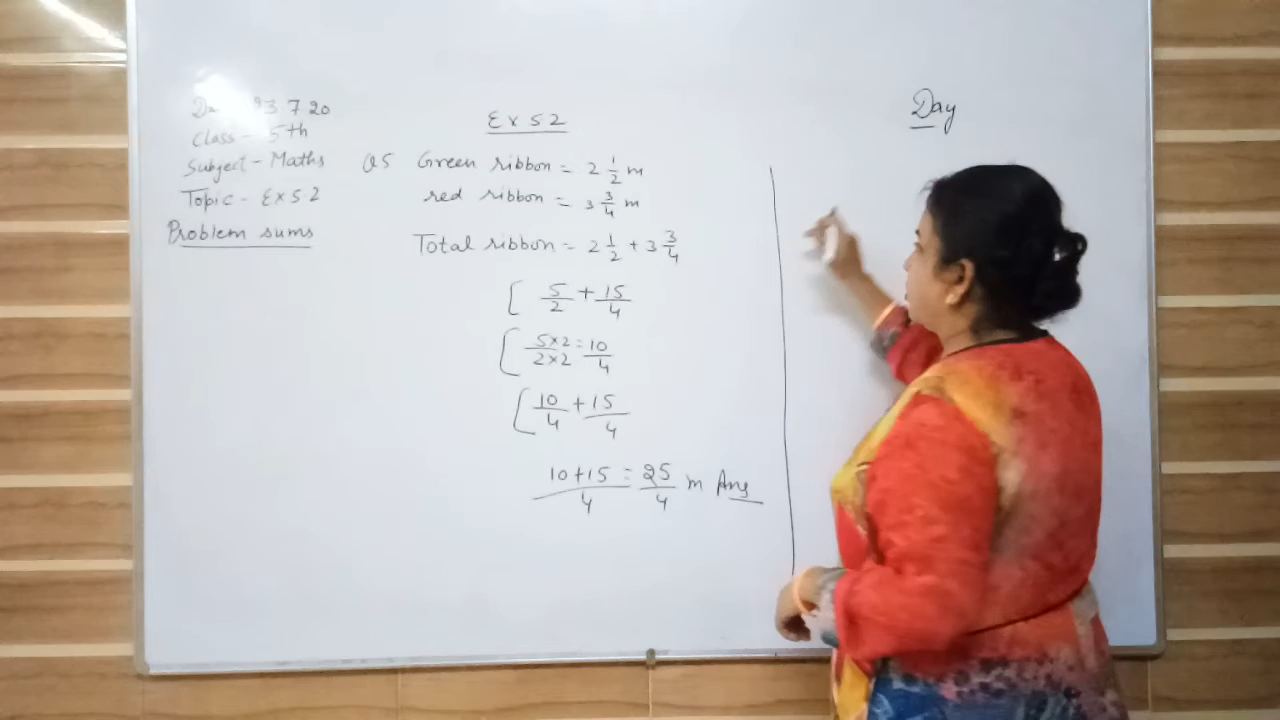 23 7 20
Class - 5th
Subject - Maths
Topic - Ex 5 2
Problem sums
Ex 5 2
Q5 Green ribbon = 2 1/2 m
red ribbon = 3 3/4 m
Total ribbon = 2 1/2 + 3 3/4
[ 5/2 + 15/4
[ 5×2/2×2 = 10/4
[ 10/4 + 15/4
10+15/4 = 25/4 m Ans
Day